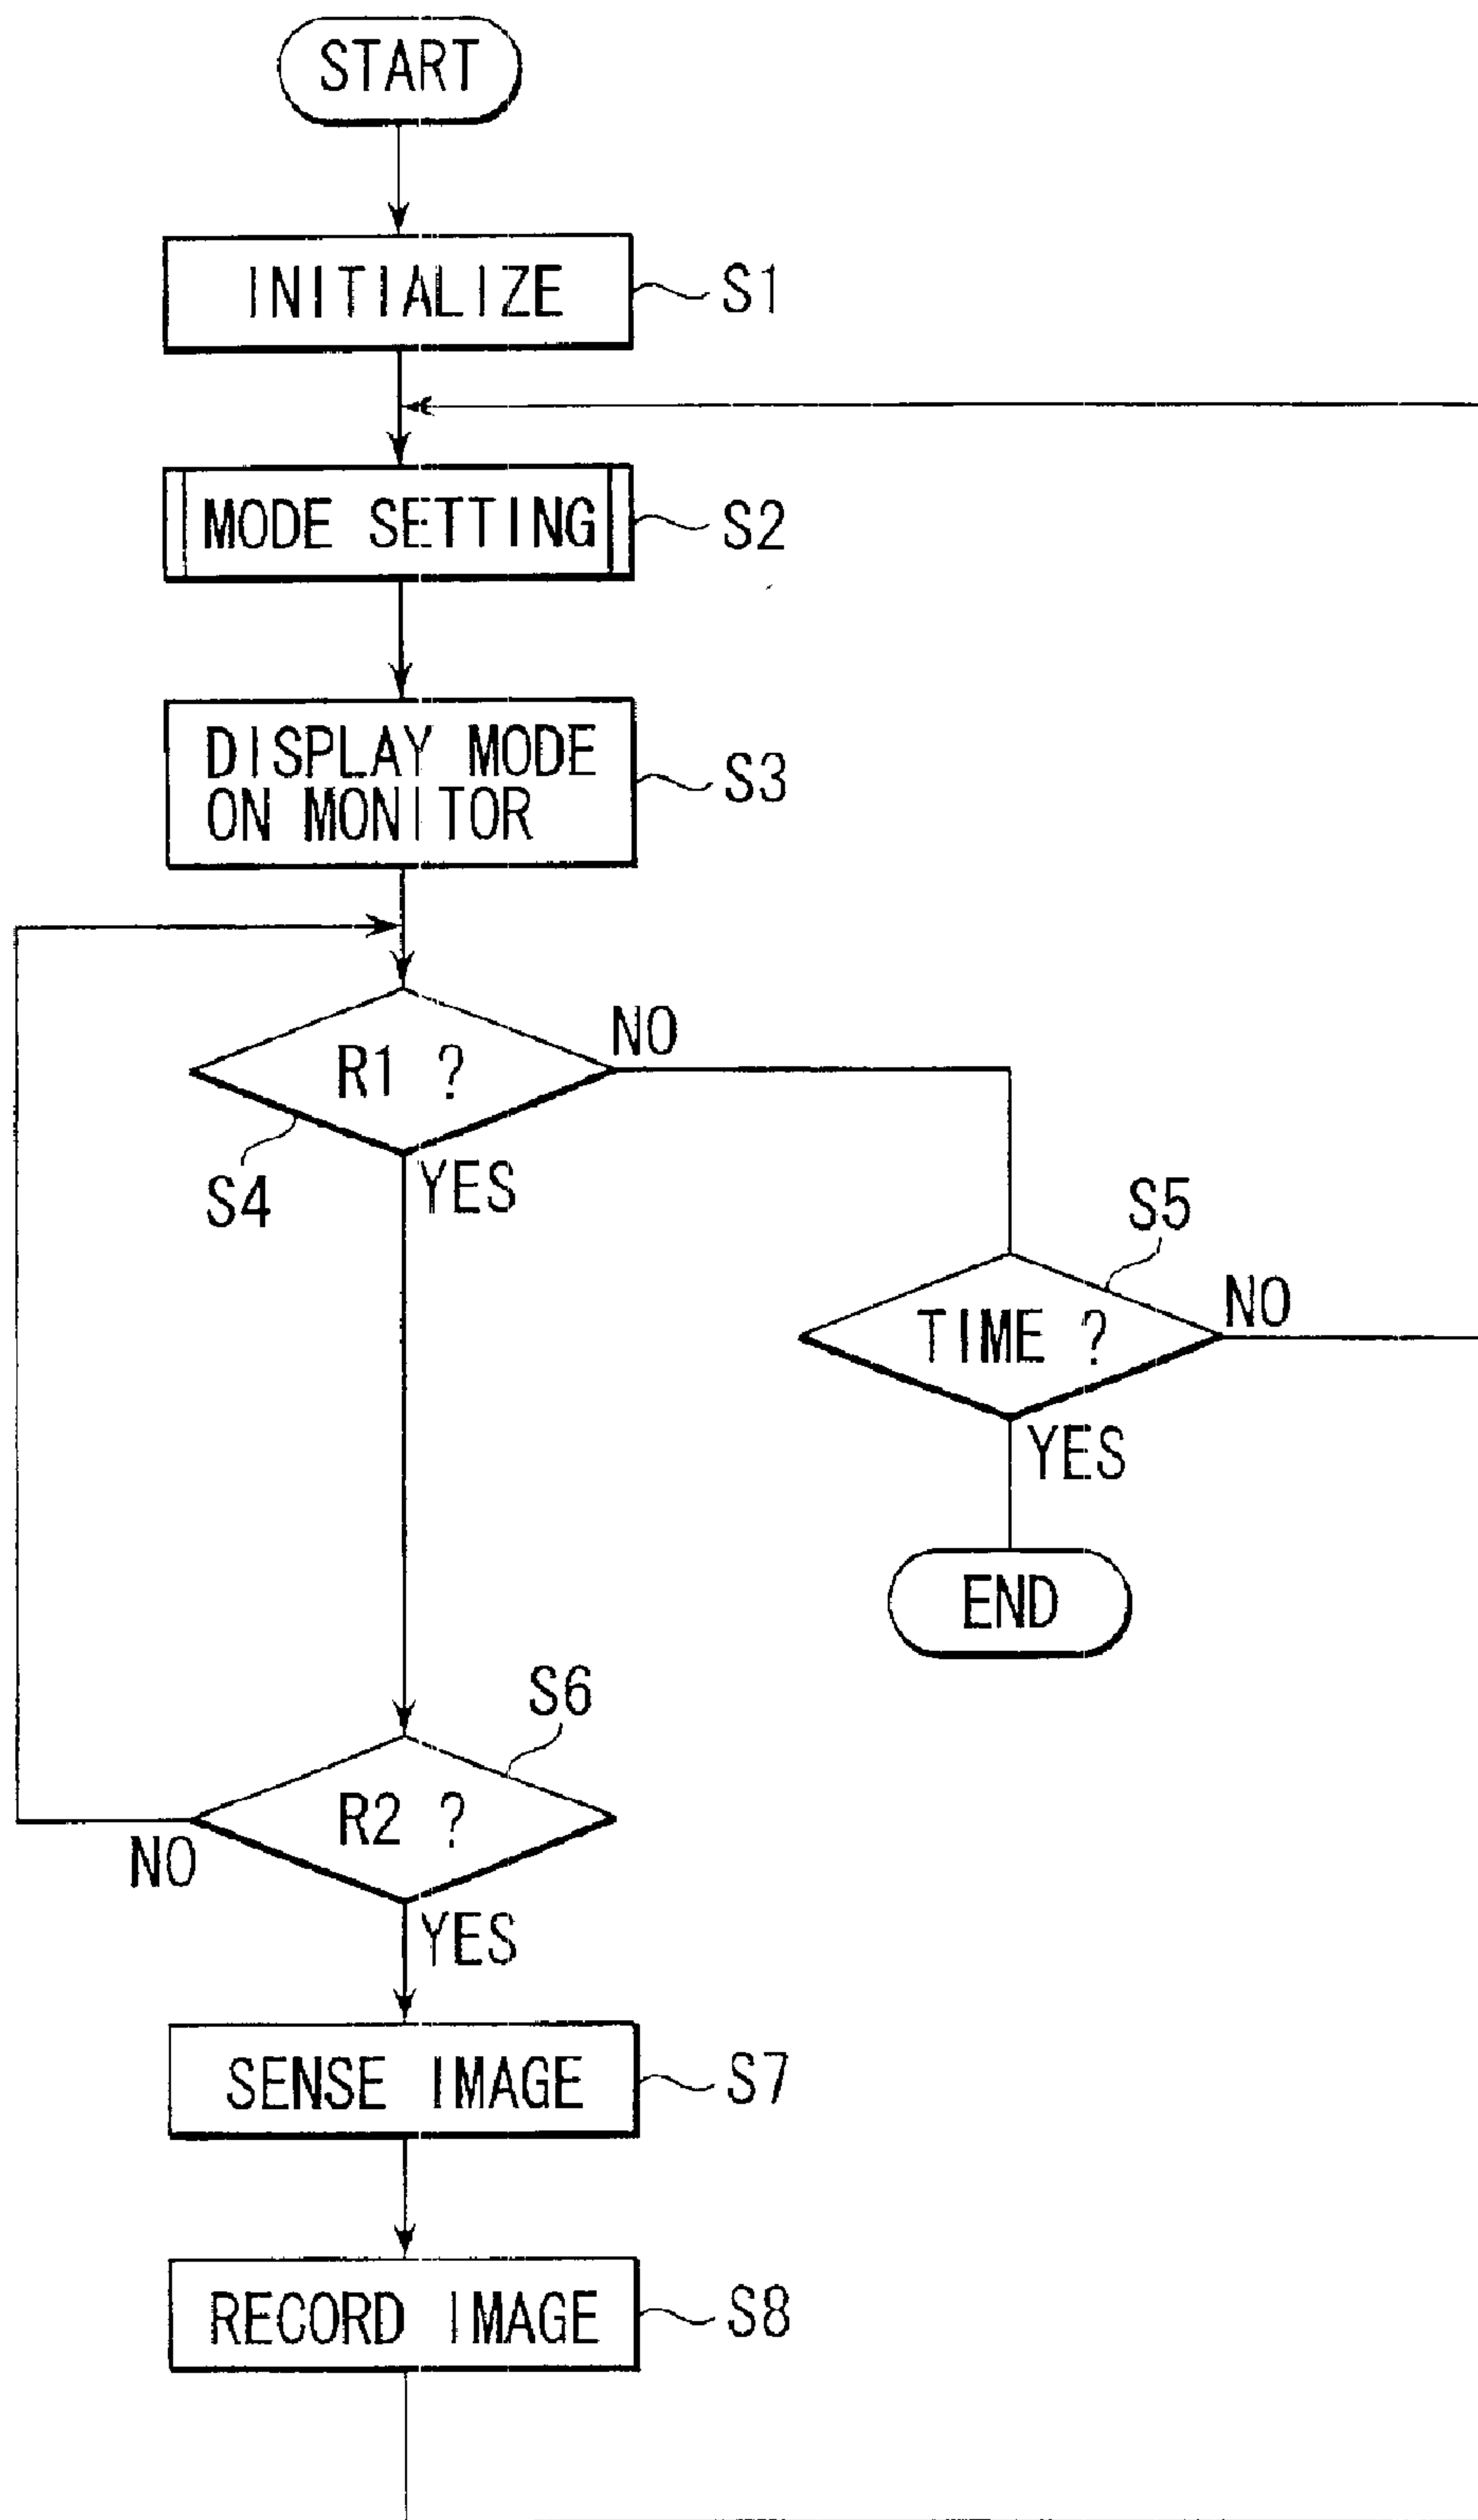 START
INITIALIZE
S1
MODE SETTING
S2
DISPLAY MODE
ON MONITOR
S3
R1 ?
NO
S4
YES
S5
TIME ?
NO
YES
END
S6
R2 ?
NO
YES
SENSE IMAGE
S7
RECORD IMAGE
S8